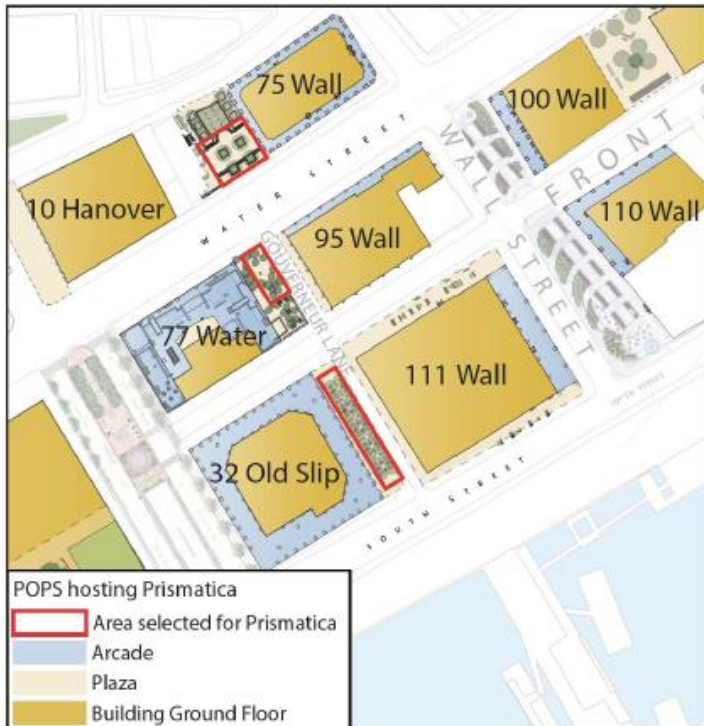 75 Wall
100 Wall
10 Hanover
WATER STREET
WALL STREET
FRONT
110 Wall
95 Wall
GOUVERNEUR LANE
77 Water
111 Wall
32 Old Slip
SOUTH STREET
POPS hosting Prismatica
Area selected for Prismatica
Arcade
Plaza
Building Ground Floor